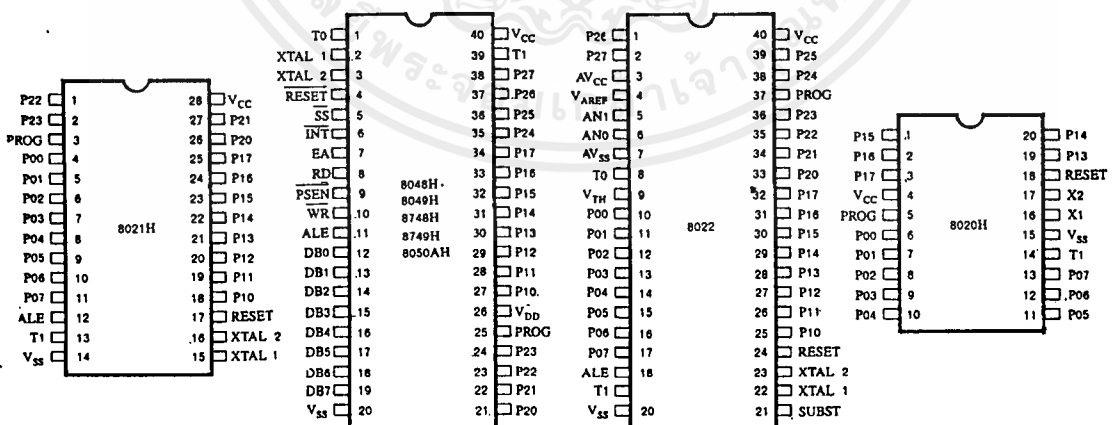 P22 1 28 VCC
P23 2 27 P21
PROG 3 26 P20
P00 4 25 P17
P01 5 24 P16
P02 6 23 P15
P03 7 22 P14
P04 8 21 P13
P05 9 20 P12
P06 10 19 P11
P07 11 18 P10
ALE 12 17 RESET
T1 13 16 XTAL 2
VSS 14 15 XTAL 1
8021H
T0 1 40 VCC
XTAL 1 2 39 T1
XTAL 2 3 38 P27
RESET 4 37 P26
SS 5 36 P25
INT 6 35 P24
EA 7 34 P17
RD 8 33 P16
PSEN 9 32 P15
WR 10 31 P14
ALE 11 30 P13
DB0 12 29 P12
DB1 13 28 P11
DB2 14 27 P10
DB3 15 26 VDD
DB4 16 25 PROG
DB5 17 24 P23
DB6 18 23 P22
DB7 19 22 P21
VSS 20 21 P20
8048H
8049H
8748H
8749H
8050AH
P26 1 40 VCC
P27 2 39 P25
AVCC 3 38 P24
VAREF 4 37 PROG
AN1 5 36 P23
AN0 6 35 P22
AVSS 7 34 P21
T0 8 33 P20
VTH 9 32 P17
P00 10 31 P16
P01 11 30 P15
P02 12 29 P14
P03 13 28 P13
P04 14 27 P12
P05 15 26 P11
P06 16 25 P10
P07 17 24 RESET
ALE 18 23 XTAL 2
T1 22 XTAL 1
VSS 20 21 SUBST
8022
P15 1 20 P14
P16 2 19 P13
P17 3 18 RESET
VCC 4 17 X2
PROG 5 16 X1
P00 6 15 VSS
P01 7 14 T1
P02 8 13 P07
P03 9 12 P06
P04 10 11 P05
8020H